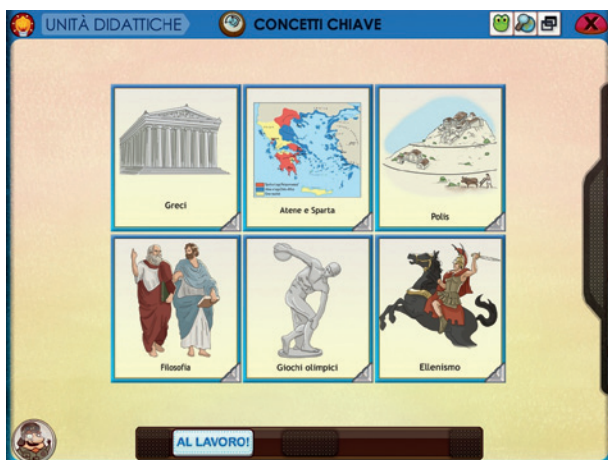 UNITÀ DIDATTICHE
CONCETTI CHIAVE
X
Greci
Atene e Sparta
Polis
Filosofia
Giochi olimpici
Ellenismo
AL LAVORO!